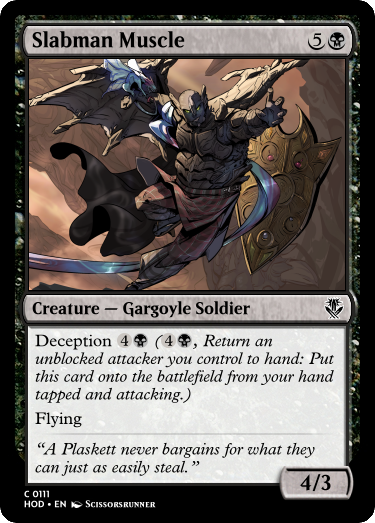 Slabman Muscle 5
Creature — Gargoyle Soldier
Deception 4 (4, Return an
unblocked attacker you control to hand: Put
this card onto the battlefield from your hand
tapped and attacking.)
Flying
“A Plaskett never bargains for what they
can just as easily steal.”
4/3
C 0111
HOD • EN Scissorsrunner